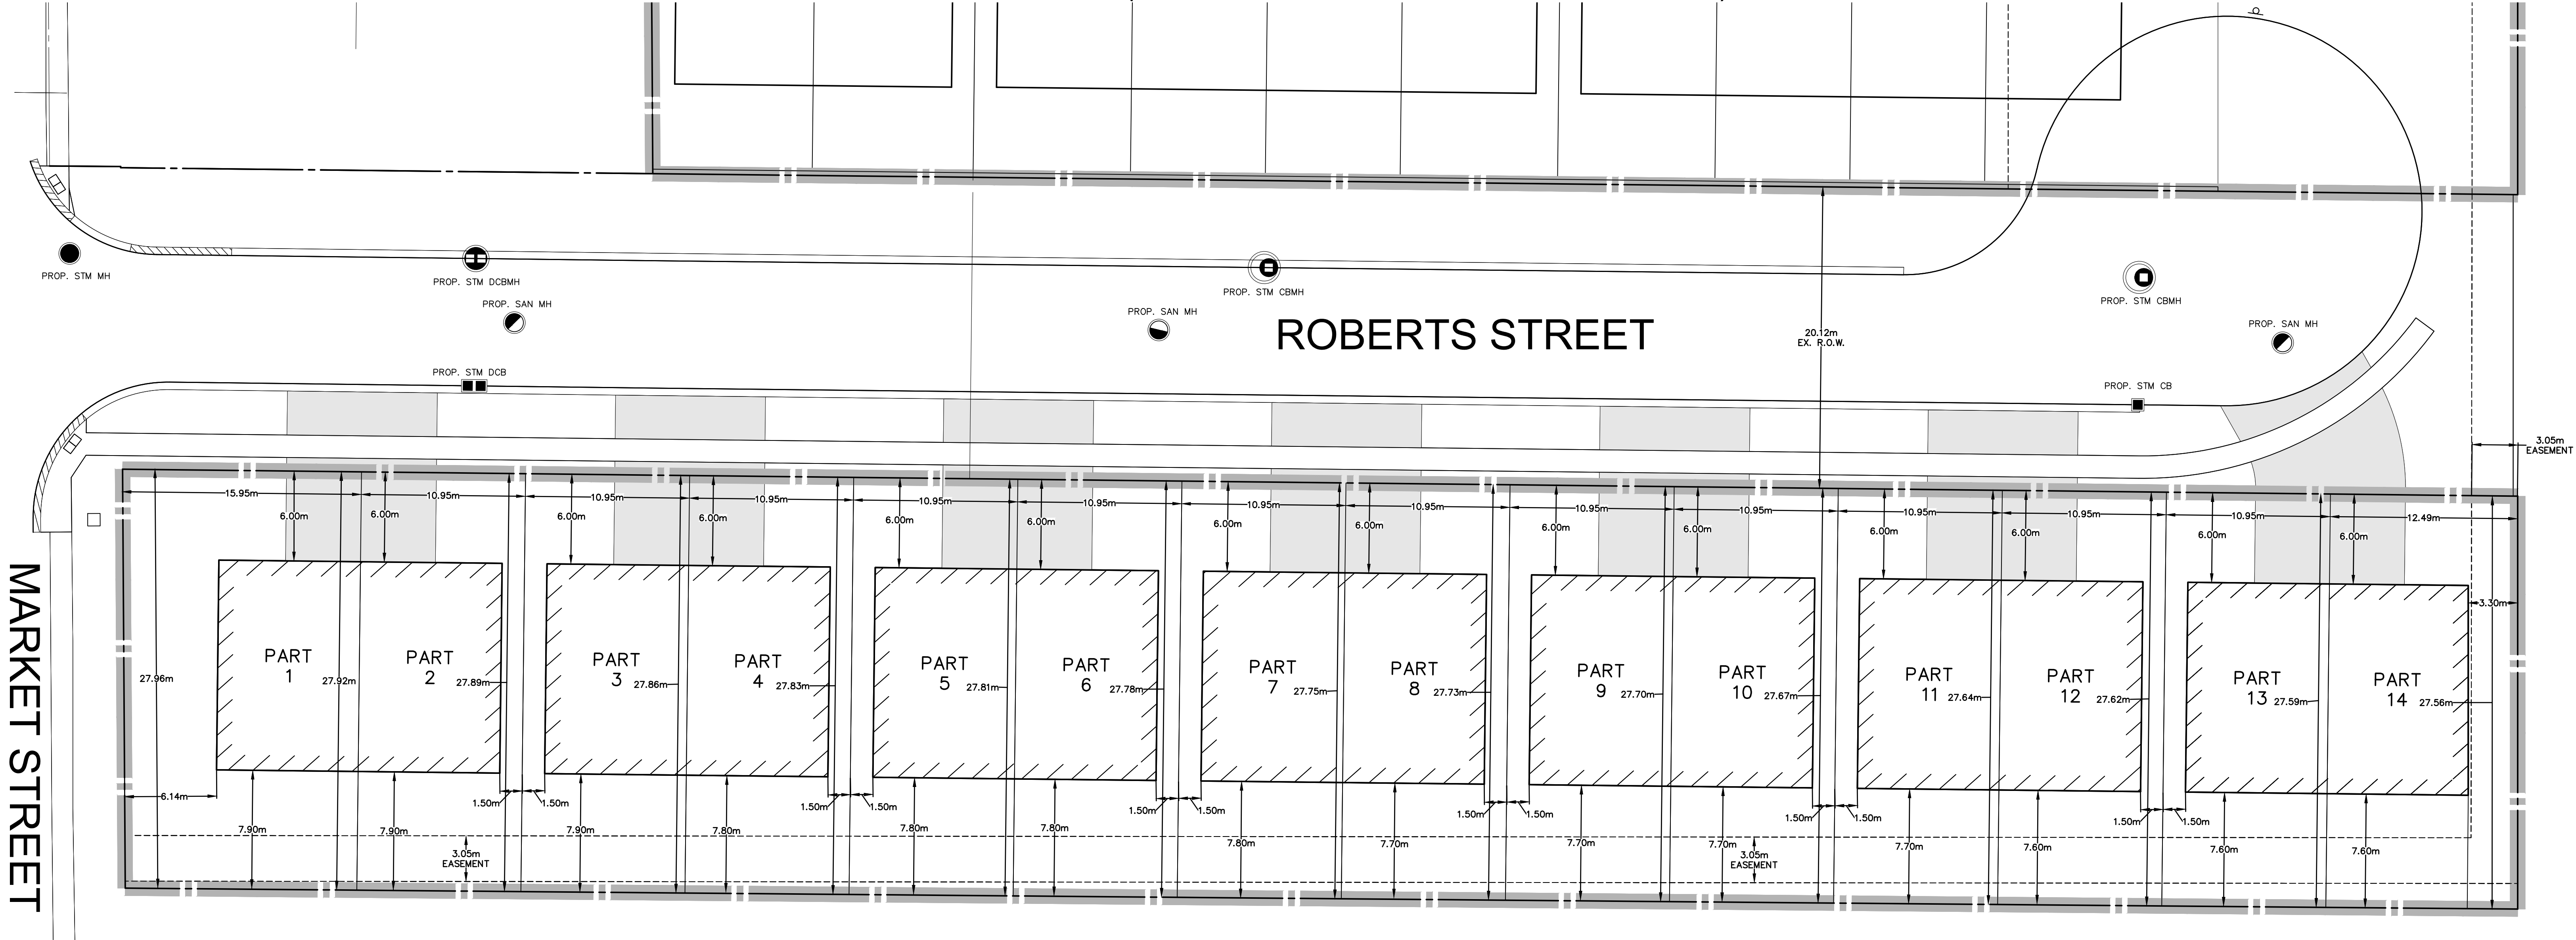 PROP. STM MH
PROP. STM DCBMH
PROP. SAN MH
PROP. STM CBMH
PROP. SAN MH
ROBERTS STREET
20.12m
EX. R.O.W.
PROP. STM CBMH
PROP. SAN MH
PROP. STM DCB
PROP. STM CB
3.05m
EASEMENT
15.95m
10.95m
10.95m
10.95m
10.95m
10.95m
10.95m
10.95m
10.95m
10.95m
10.95m
10.95m
10.95m
12.49m
6.00m
6.00m
6.00m
6.00m
6.00m
6.00m
6.00m
6.00m
6.00m
6.00m
6.00m
6.00m
6.00m
6.00m
3.30m
MARKET STREET
27.96m
PART
1
27.92m
PART
2
27.89m
PART
3
27.86m
PART
4
27.83m
PART
5
27.81m
PART
6
27.78m
PART
7
27.75m
PART
8
27.73m
PART
9
27.70m
PART
10
27.67m
PART
11
27.64m
PART
12
27.62m
PART
13
27.59m
PART
14
27.56m
6.14m
1.50m
1.50m
1.50m
1.50m
1.50m
1.50m
1.50m
1.50m
1.50m
1.50m
1.50m
1.50m
7.90m
7.90m
7.90m
7.80m
7.80m
7.80m
7.80m
7.70m
7.70m
7.70m
7.70m
7.60m
7.60m
7.60m
3.05m
EASEMENT
3.05m
EASEMENT